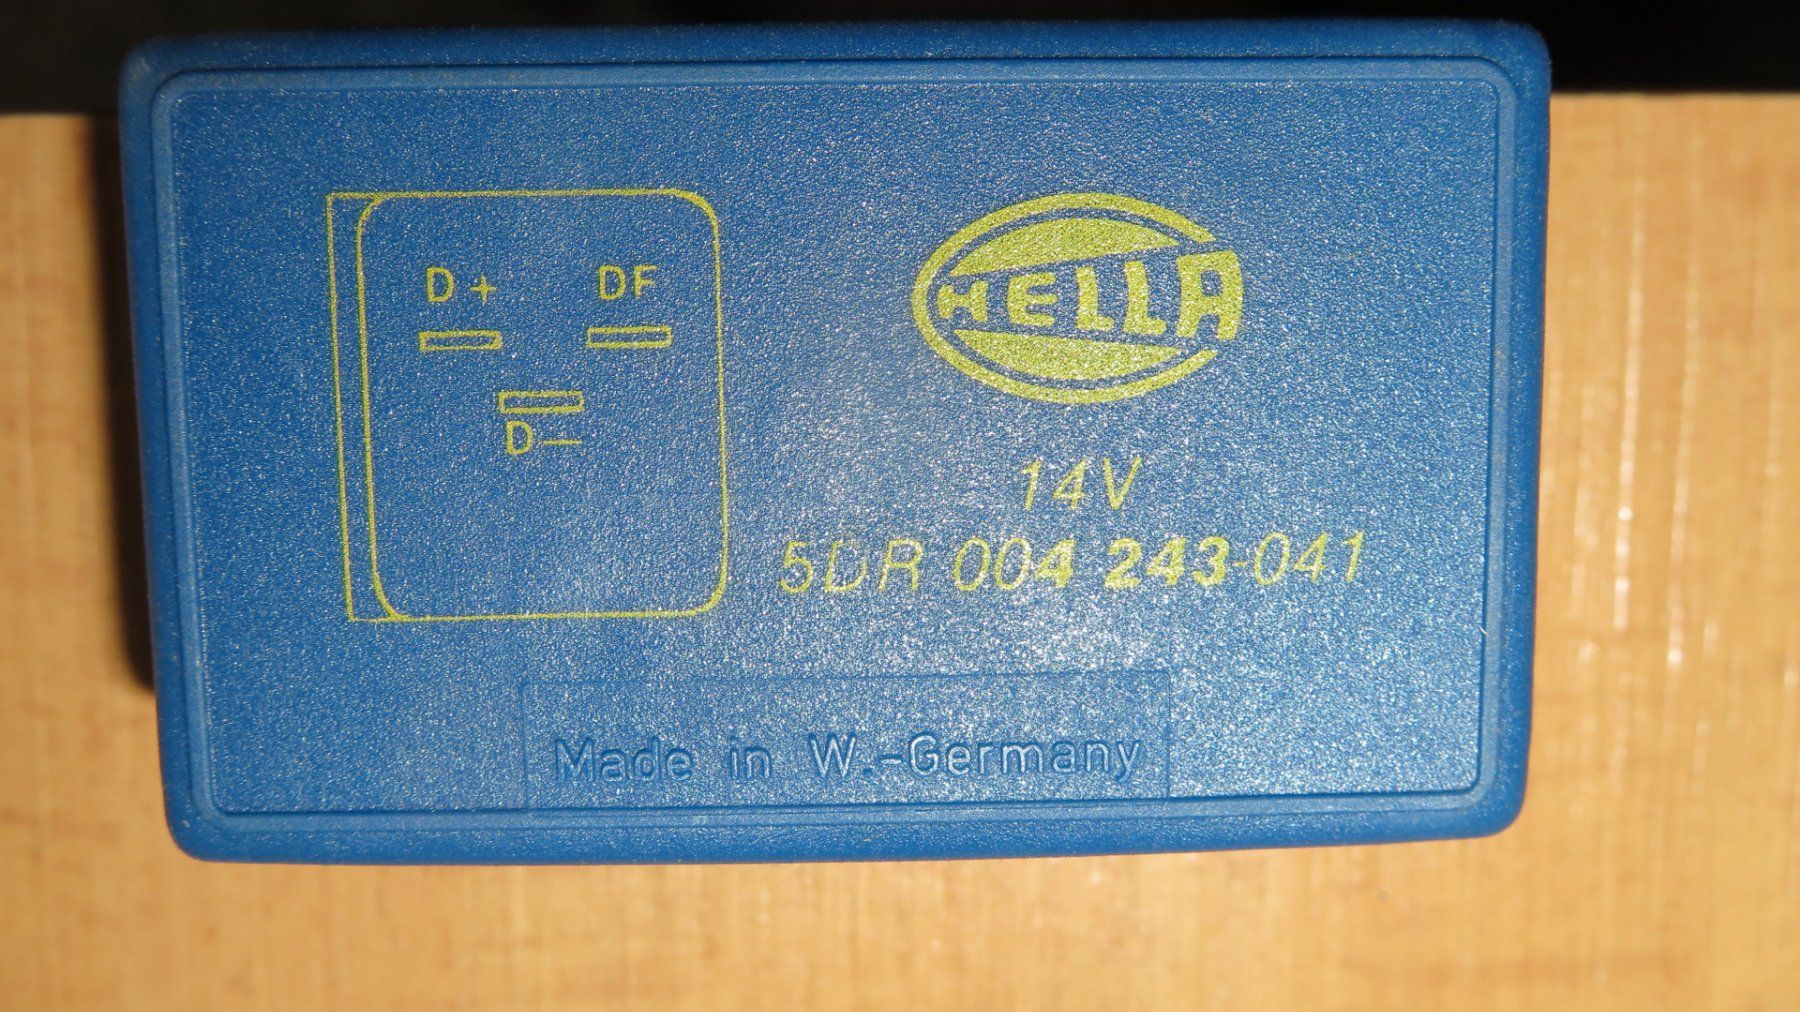 D+ DF
D—
HELLA
14V
5DR 004 243-041
Made in W.-Germany